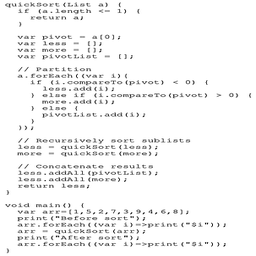 quickSort(List a) {
  if (a.length <= 1) {
    return a;
  }

  var pivot = a[0];
  var less = [];
  var more = [];
  var pivotList = [];

  // Partition
  a.forEach((var i){
    if (i.compareTo(pivot) < 0) {
      less.add(i);
    } else if (i.compareTo(pivot) > 0) {
      more.add(i);
    } else {
      pivotList.add(i);
    }
  });

  // Recursively sort sublists
  less = quickSort(less);
  more = quickSort(more);

  // Concatenate results
  less.addAll(pivotList);
  less.addAll(more);
  return less;
}

void main() {
  var arr=[1,5,2,7,3,9,4,6,8];
  print("Before sort");
  arr.forEach((var i)=>print("$i"));
  arr = quickSort(arr);
  print("After sort");
  arr.forEach((var i)=>print("$i"));
}